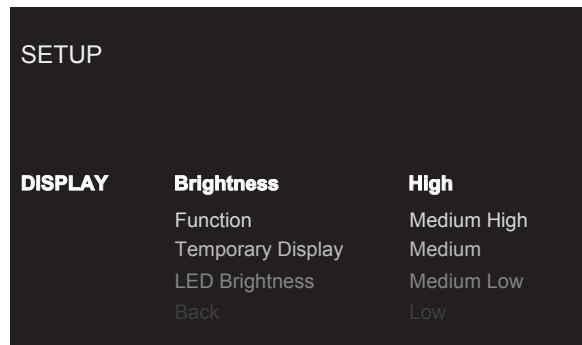 SETUP
DISPLAY Brightness High
Function Medium High
Temporary Display Medium
LED Brightness Medium Low
Back Low